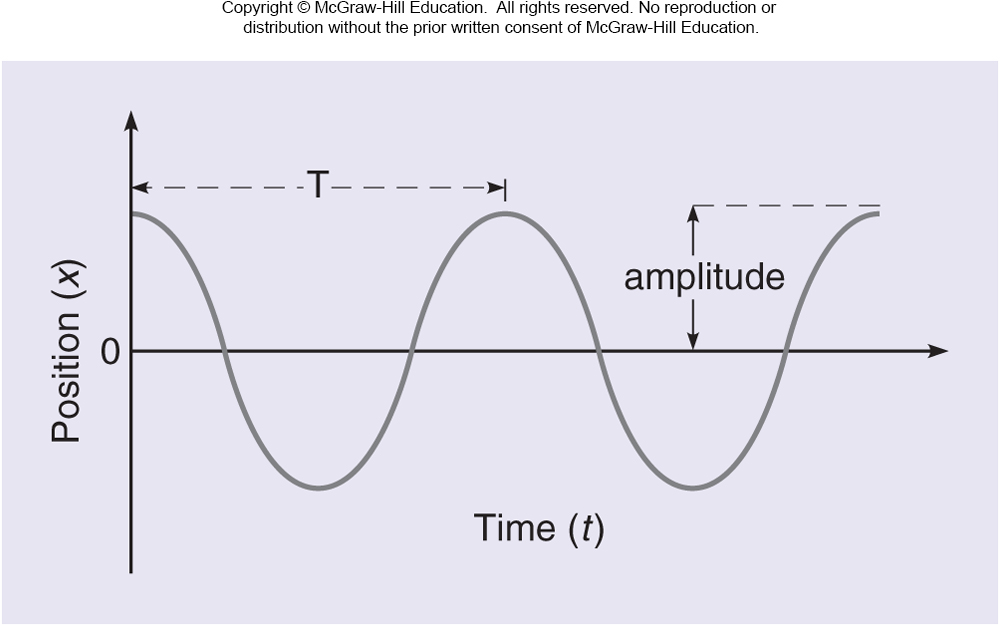 Copyright © McGraw-Hill Education.  All rights reserved. No reproduction or
distribution without the prior written consent of McGraw-Hill Education.
T
amplitude
Position (x)
0
Time (t)